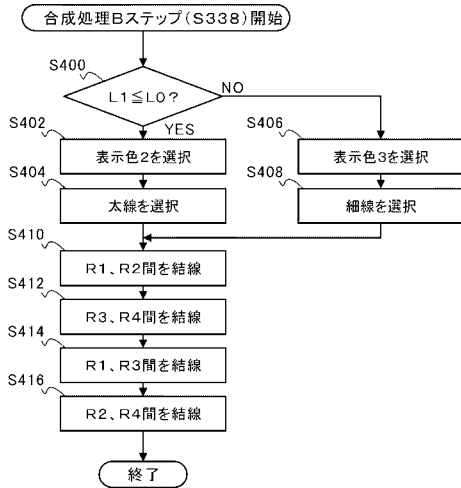 合成処理Bステップ(S338)開始
S400
L1≦L0?
NO
YES
S402
表示色2を選択
S406
表示色3を選択
S404
太線を選択
S408
細線を選択
S410
R1、R2間を結線
S412
R3、R4間を結線
S414
R1、R3間を結線
S416
R2、R4間を結線
終了